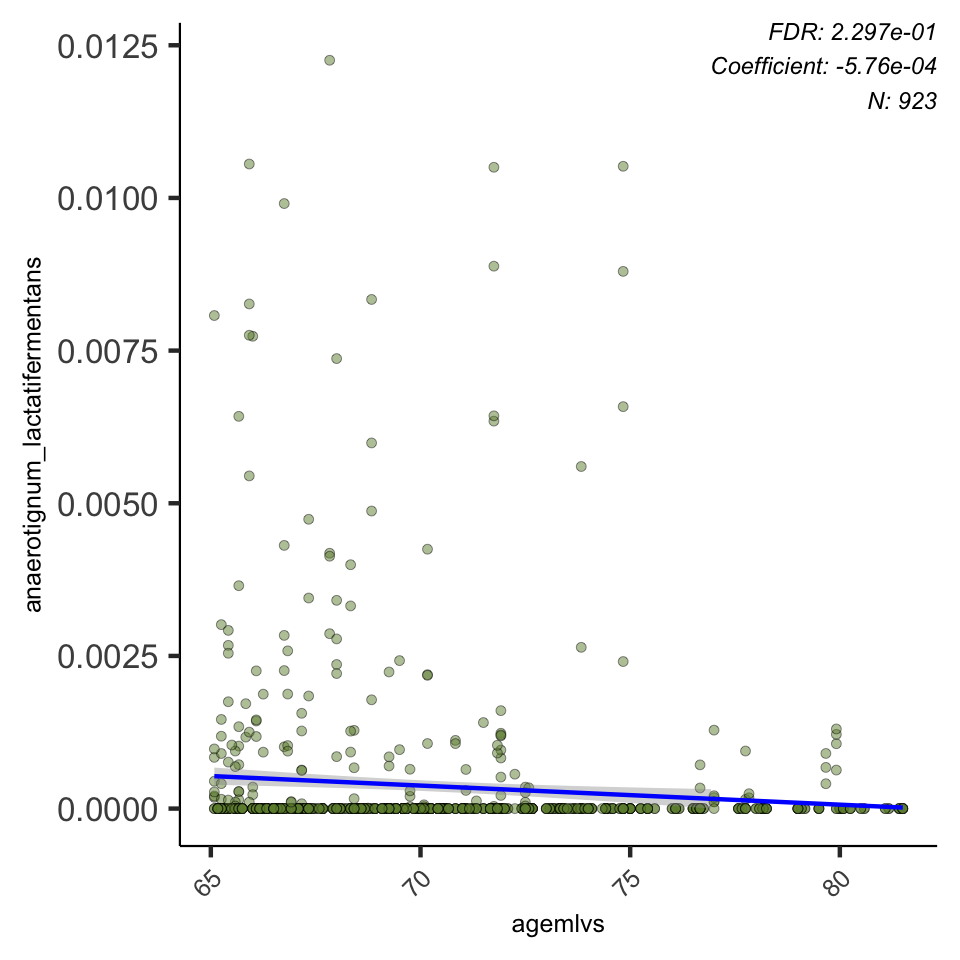 FDR: 2.297e-01
Coefficient: -5.76e-04
N: 923
0.0125
0.0100
0.0075
0.0050
0.0025
0.0000
anaerotignum_lactatifermentans
65
70
75
80
agemlvs